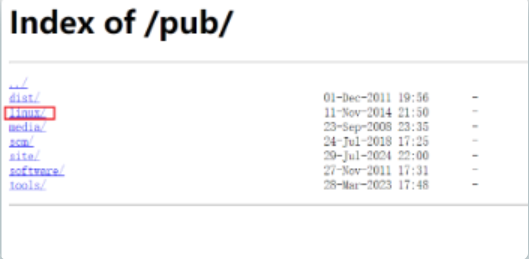 Index of /pub/
../
dist/ 01-Dec-2011 19:56 -
linux/ 11-Nov-2014 21:50 -
media/ 23-Sep-2008 23:35 -
scm/ 24-Jul-2018 17:25 -
site/ 29-Jul-2024 22:00 -
software/ 27-Nov-2011 17:31 -
tools/ 28-Mar-2023 17:48 -